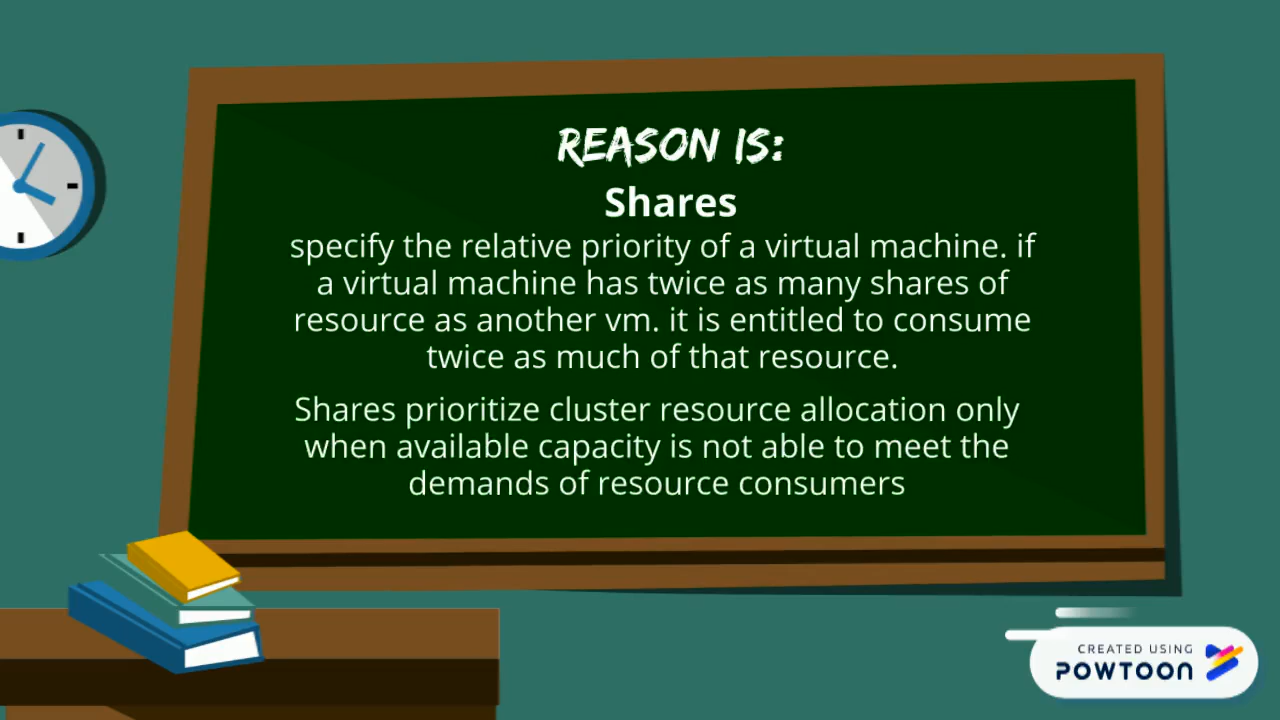 REASON IS:
Shares
specify the relative priority of a virtual machine. if
a virtual machine has twice as many shares of
resource as another vm. it is entitled to consume
twice as much of that resource.
Shares prioritize cluster resource allocation only
when available capacity is not able to meet the
demands of resource consumers
CREATED USING
POWTOON